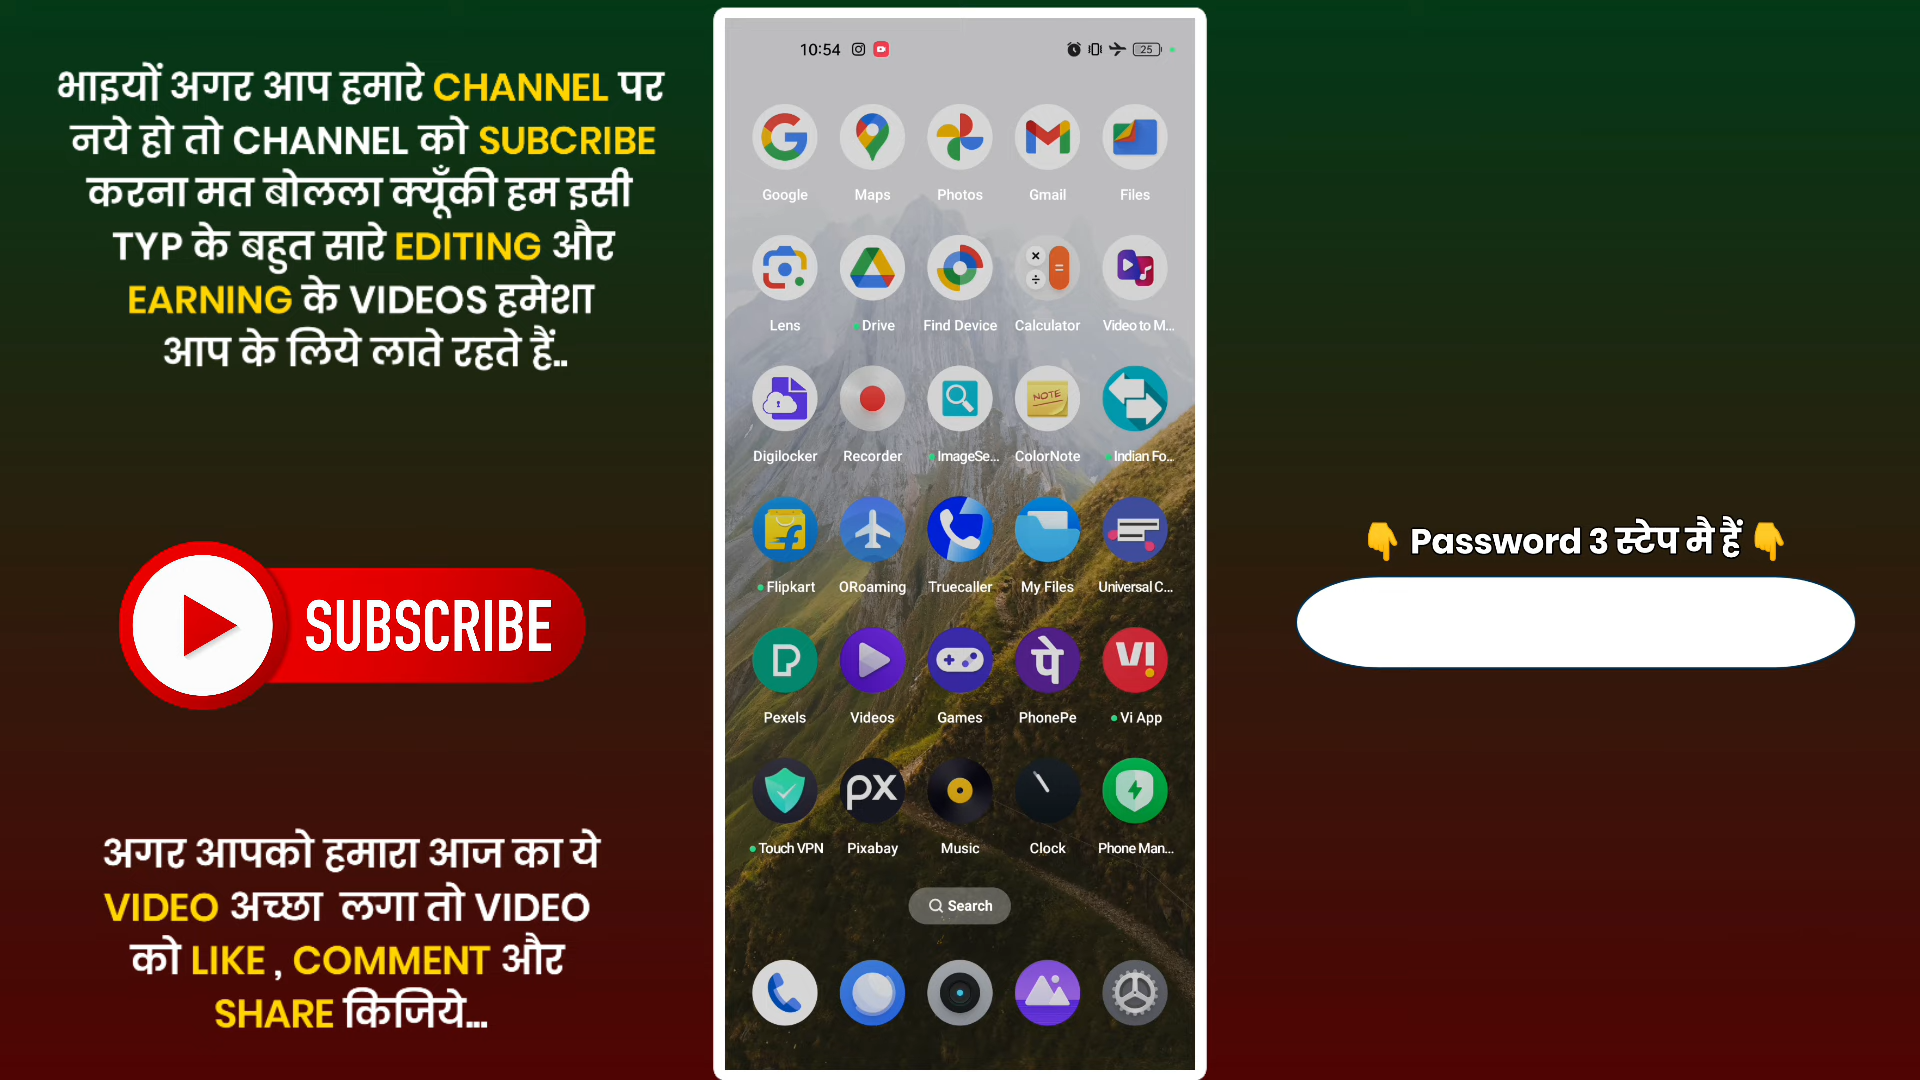 भाइयों अगर आप हमारे CHANNEL पर
नये हो तो CHANNEL को SUBCRIBE
करना मत बोलला क्यूँकी हम इसी
TYP के बहुत सारे EDITING और
EARNING के VIDEOS हमेशा
आप के लिये लाते रहते हैं..
SUBSCRIBE
अगर आपको हमारा आज का ये
VIDEO अच्छा लगा तो VIDEO
को LIKE , COMMENT और
SHARE किजिये...
10:54 25
Google Maps Photos Gmail Files
Lens Drive Find Device Calculator Video to M...
NOTE
Digilocker Recorder ImageSe... ColorNote Indian Fo...
Flipkart ORoaming Truecaller My Files Universal C...
पे VI
Pexels Videos Games PhonePe Vi App
px
Touch VPN Pixabay Music Clock Phone Man...
Search
👇 Password 3 स्टेप मै हैं 👇